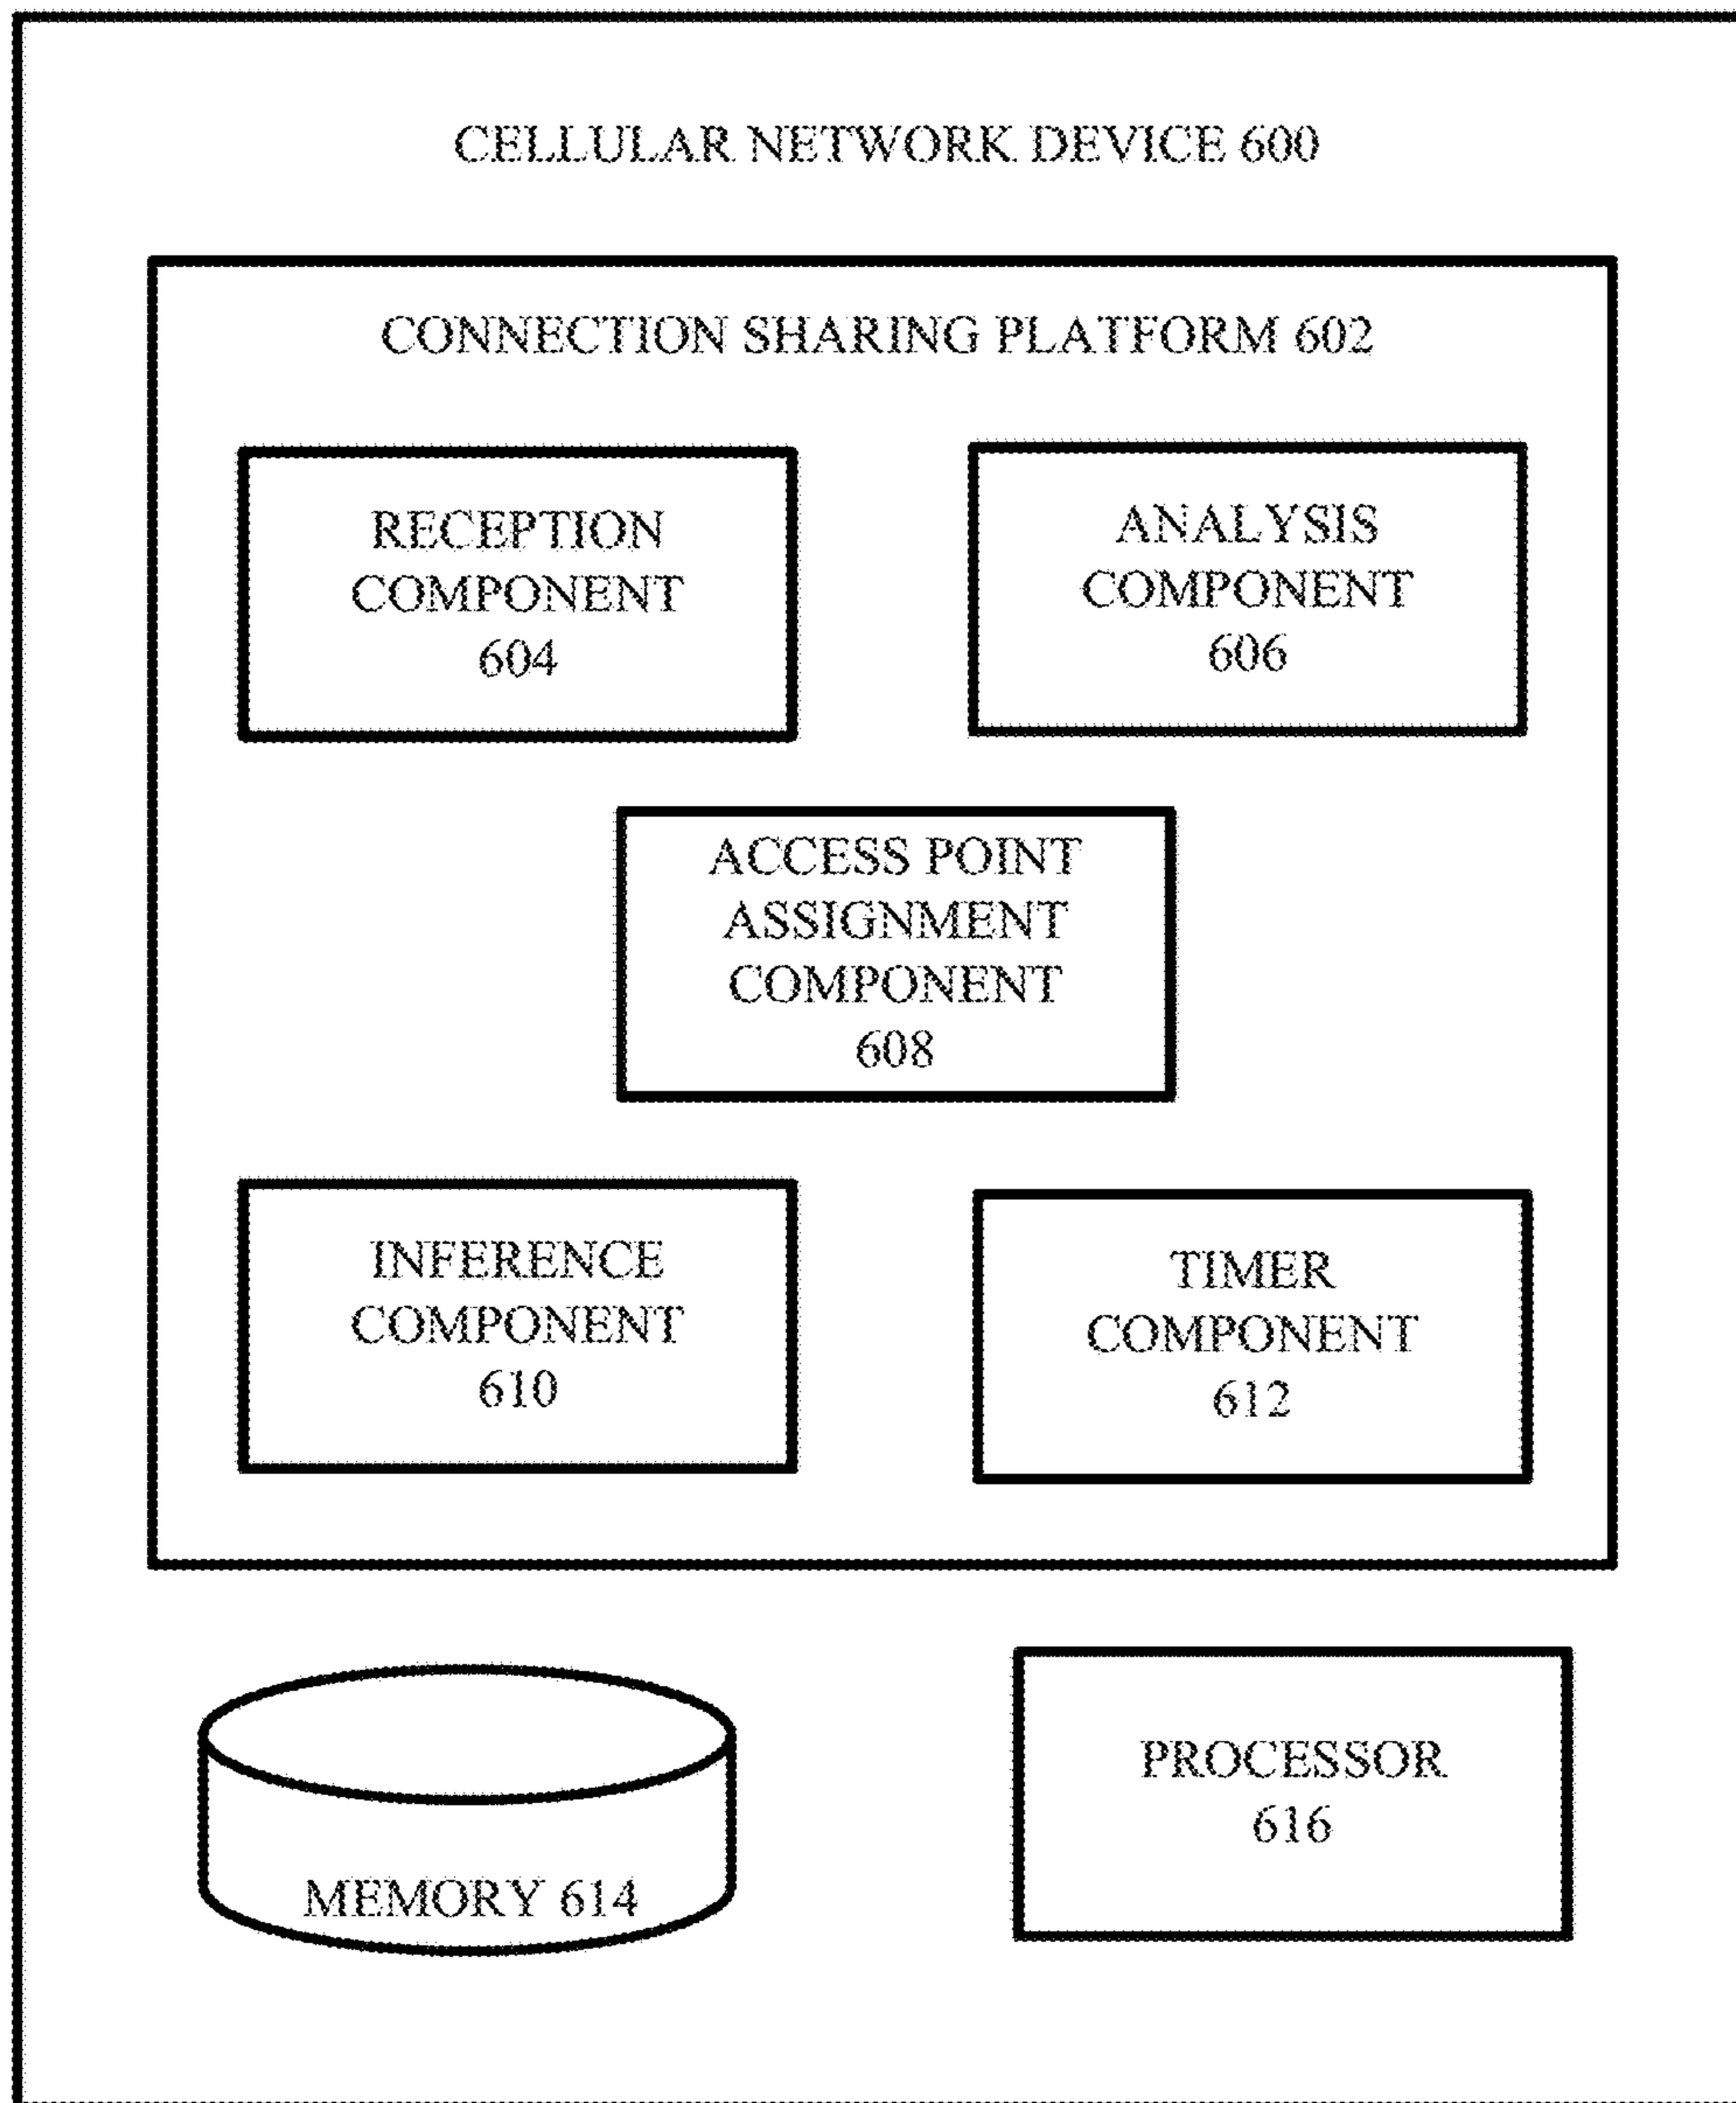 CELLULAR NETWORK DEVICE 600
CONNECTION SHARING PLATFORM 602
RECEPTION
COMPONENT
604
ANALYSIS
COMPONENT
606
ACCESS POINT
ASSIGNMENT
COMPONENT
608
INFERENCE
COMPONENT
610
TIMER
COMPONENT
612
MEMORY 614
PROCESSOR
616